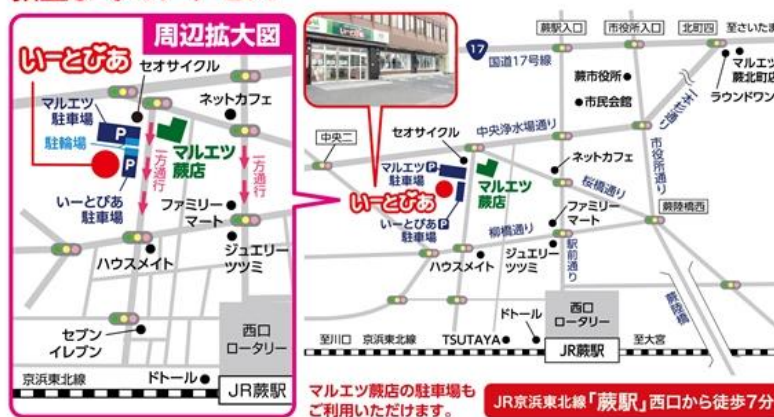 周辺拡大図
いーとぴあ
セオサイクル
マルエツ
駐車場
P
駐輪場
P
いーとぴあ
駐車場
マルエツ
蕨店
一方通行
ネットカフェ
一方通行
ファミリー
マート
ジュエリー
ツツミ
ハウスメイト
セブン
イレブン
西口
ロータリー
京浜東北線
ドトール
JR蕨駅
17
国道17号線
蕨駅入口
市役所入口
北町四
至さいたま
マルエツ
蕨北町店
ラウンドワン
蕨市役所
市民会館
一本杉通り
市役所通り
中央二
セオサイクル
中央浄水場通り
マルエツ
駐車場
P
マルエツ
蕨店
ネットカフェ
桜橋通り
蕨陸橋西
いーとぴあ
いーとぴあ
駐車場
P
ファミリー
マート
柳橋通り
駅前通り
ハウスメイト
ジュエリー
ツツミ
蕨陸橋
西口
ロータリー
ドトール
至川口
京浜東北線
TSUTAYA
JR蕨駅
至大宮
マルエツ蕨店の駐車場も
ご利用いただけます。
JR京浜東北線「蕨駅」西口から徒歩7分